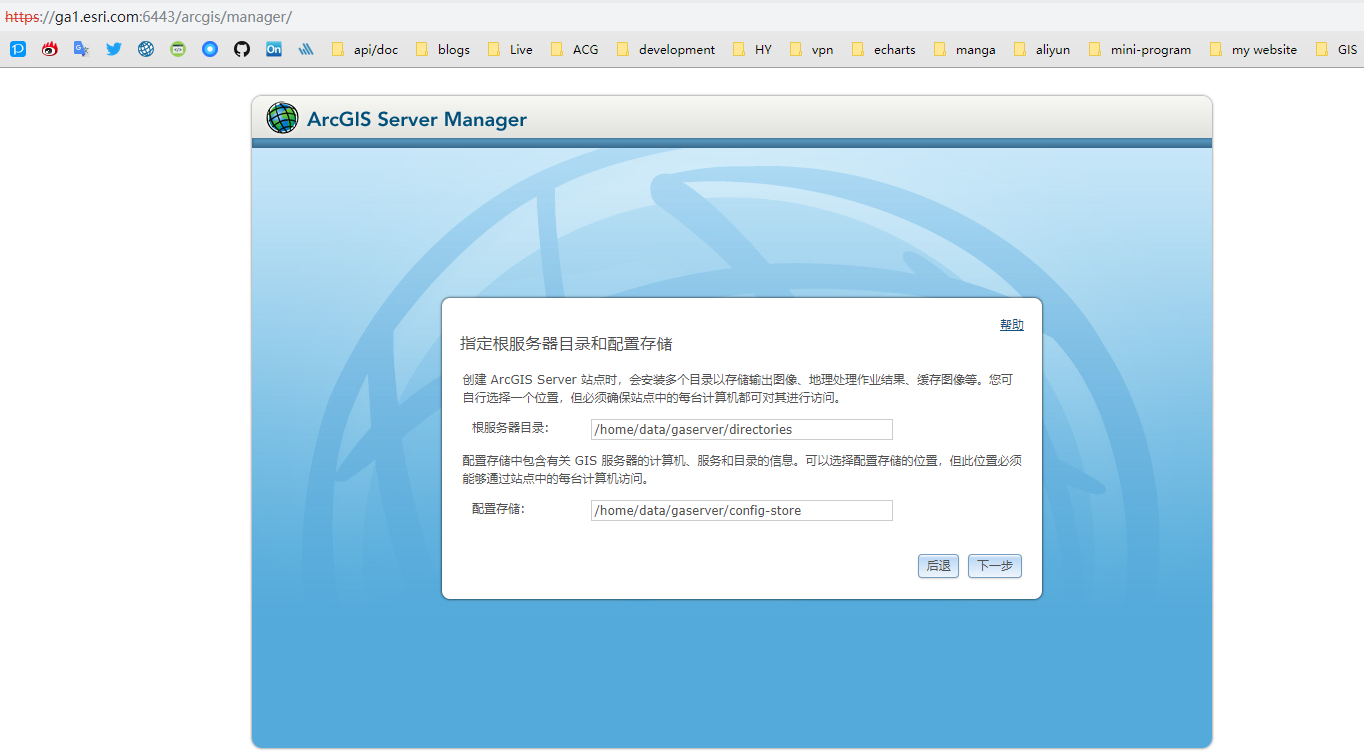 https://ga1.esri.com:6443/arcgis/manager/
api/doc blogs Live ACG development HY vpn echarts manga aliyun mini-program my website GIS
ArcGIS Server Manager
帮助
指定根服务器目录和配置存储
创建 ArcGIS Server 站点时，会安装多个目录以存储输出图像、地理处理作业结果、缓存图像等。您可
自行选择一个位置，但必须确保站点中的每台计算机都可对其进行访问。
根服务器目录: /home/data/gaserver/directories
配置存储中包含有关 GIS 服务器的计算机、服务和目录的信息。可以选择配置存储的位置，但此位置必须
能够通过站点中的每台计算机访问。
配置存储: /home/data/gaserver/config-store
后退 下一步